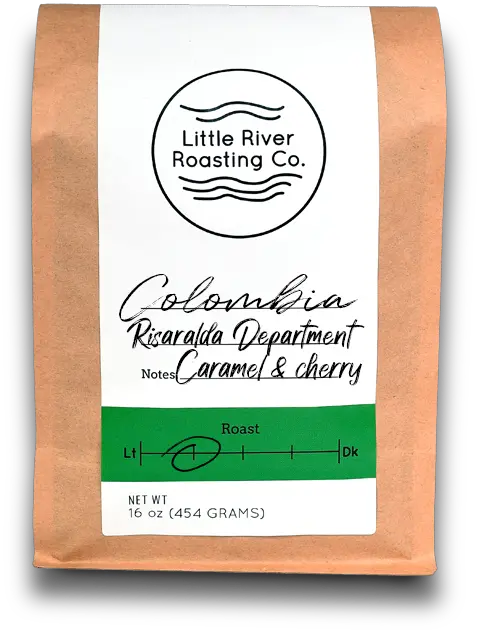 Little River
Roasting Co.
Colombia
Risaralda Department
Notes Caramel & cherry
Roast
Lt Dk
NET WT
16 oz (454 GRAMS)